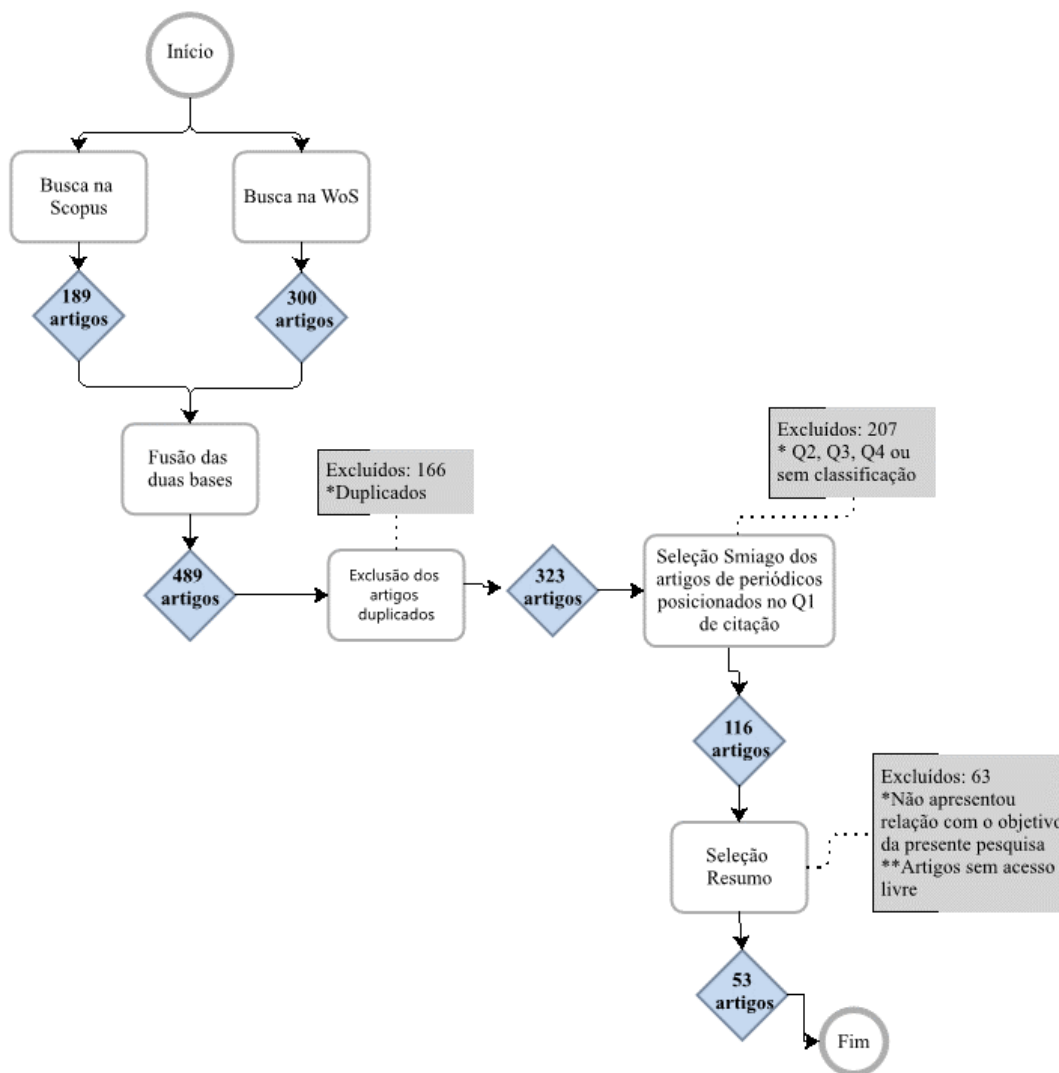 Início
Busca na
Scopus
Busca na WoS
189
artigos
300
artigos
Fusão das
duas bases
489
artigos
Excluídos: 166
*Duplicados
Exclusão dos
artigos
duplicados
323
artigos
Excluídos: 207
* Q2, Q3, Q4 ou
sem classificação
Seleção Smiago dos
artigos de periódicos
posicionados no Q1
de citação
116
artigos
Excluídos: 63
*Não apresentou
relação com o objetivo
da presente pesquisa
**Artigos sem acesso
livre
Seleção
Resumo
53
artigos
Fim